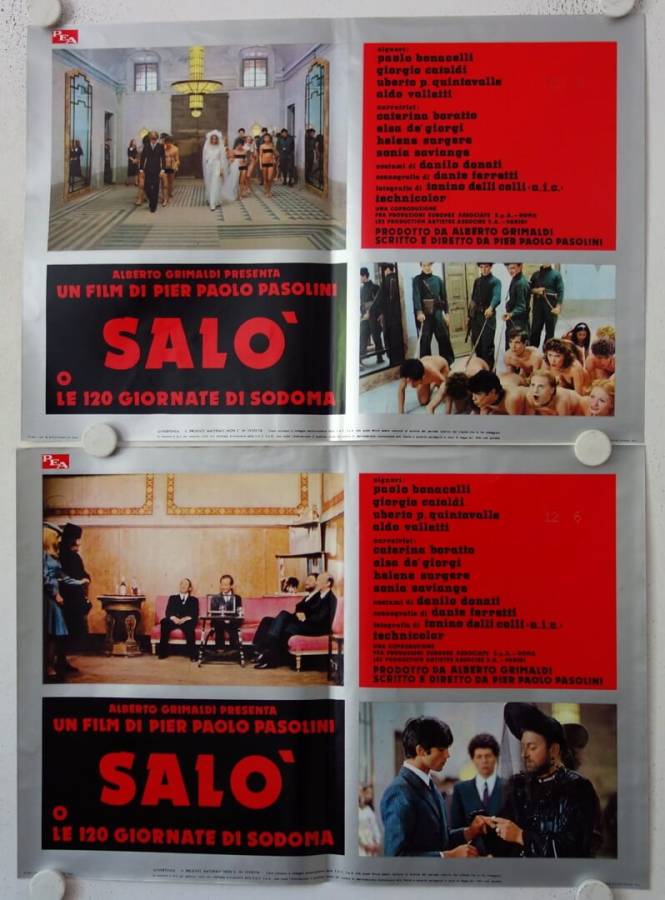 PEA
signori:
paolo bonacelli
giorgio cataldi
uberto p. quintavalle
aldo valletti
narratrici:
caterina boratto
elsa de' giorgi
helene surgere
sonia saviange
costumi di danilo donati
scenografia di dante ferretti
fotografia di tonino delli colli (a.i.c.)
technicolor
UNA COPRODUZIONE
PEA PRODUZIONI EUROPEE ASSOCIATE S.p.A. - ROMA
LES PRODUCTION ARTISTES ASSOCIES S.A. - PARIGI
PRODOTTO DA ALBERTO GRIMALDI
SCRITTO E DIRETTO DA PIER PAOLO PASOLINI
ALBERTO GRIMALDI PRESENTA
UN FILM DI PIER PAOLO PASOLINI
SALO`
O
LE 120 GIORNATE DI SODOMA
PEA
signori:
paolo bonacelli
giorgio cataldi
uberto p. quintavalle
aldo valletti
12 6
narratrici:
caterina boratto
elsa de' giorgi
helene surgere
sonia saviange
costumi di danilo donati
scenografia di dante ferretti
fotografia di tonino delli colli (a.i.c.)
technicolor
UNA COPRODUZIONE
PEA PRODUZIONI EUROPEE ASSOCIATE S.p.A. - ROMA
LES PRODUCTION ARTISTES ASSOCIES S.A. - PARIGI
PRODOTTO DA ALBERTO GRIMALDI
SCRITTO E DIRETTO DA PIER PAOLO PASOLINI
ALBERTO GRIMALDI PRESENTA
UN FILM DI PIER PAOLO PASOLINI
SALO`
O
LE 120 GIORNATE DI SODOMA